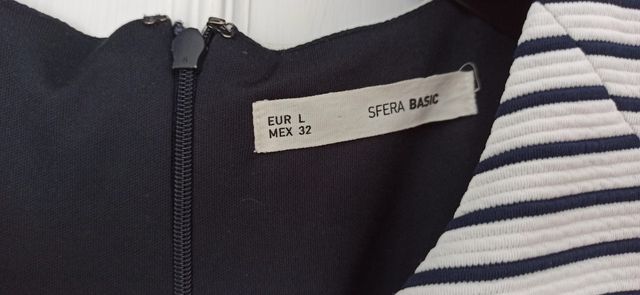 EUR L
MEX 32
SFERA BASIC